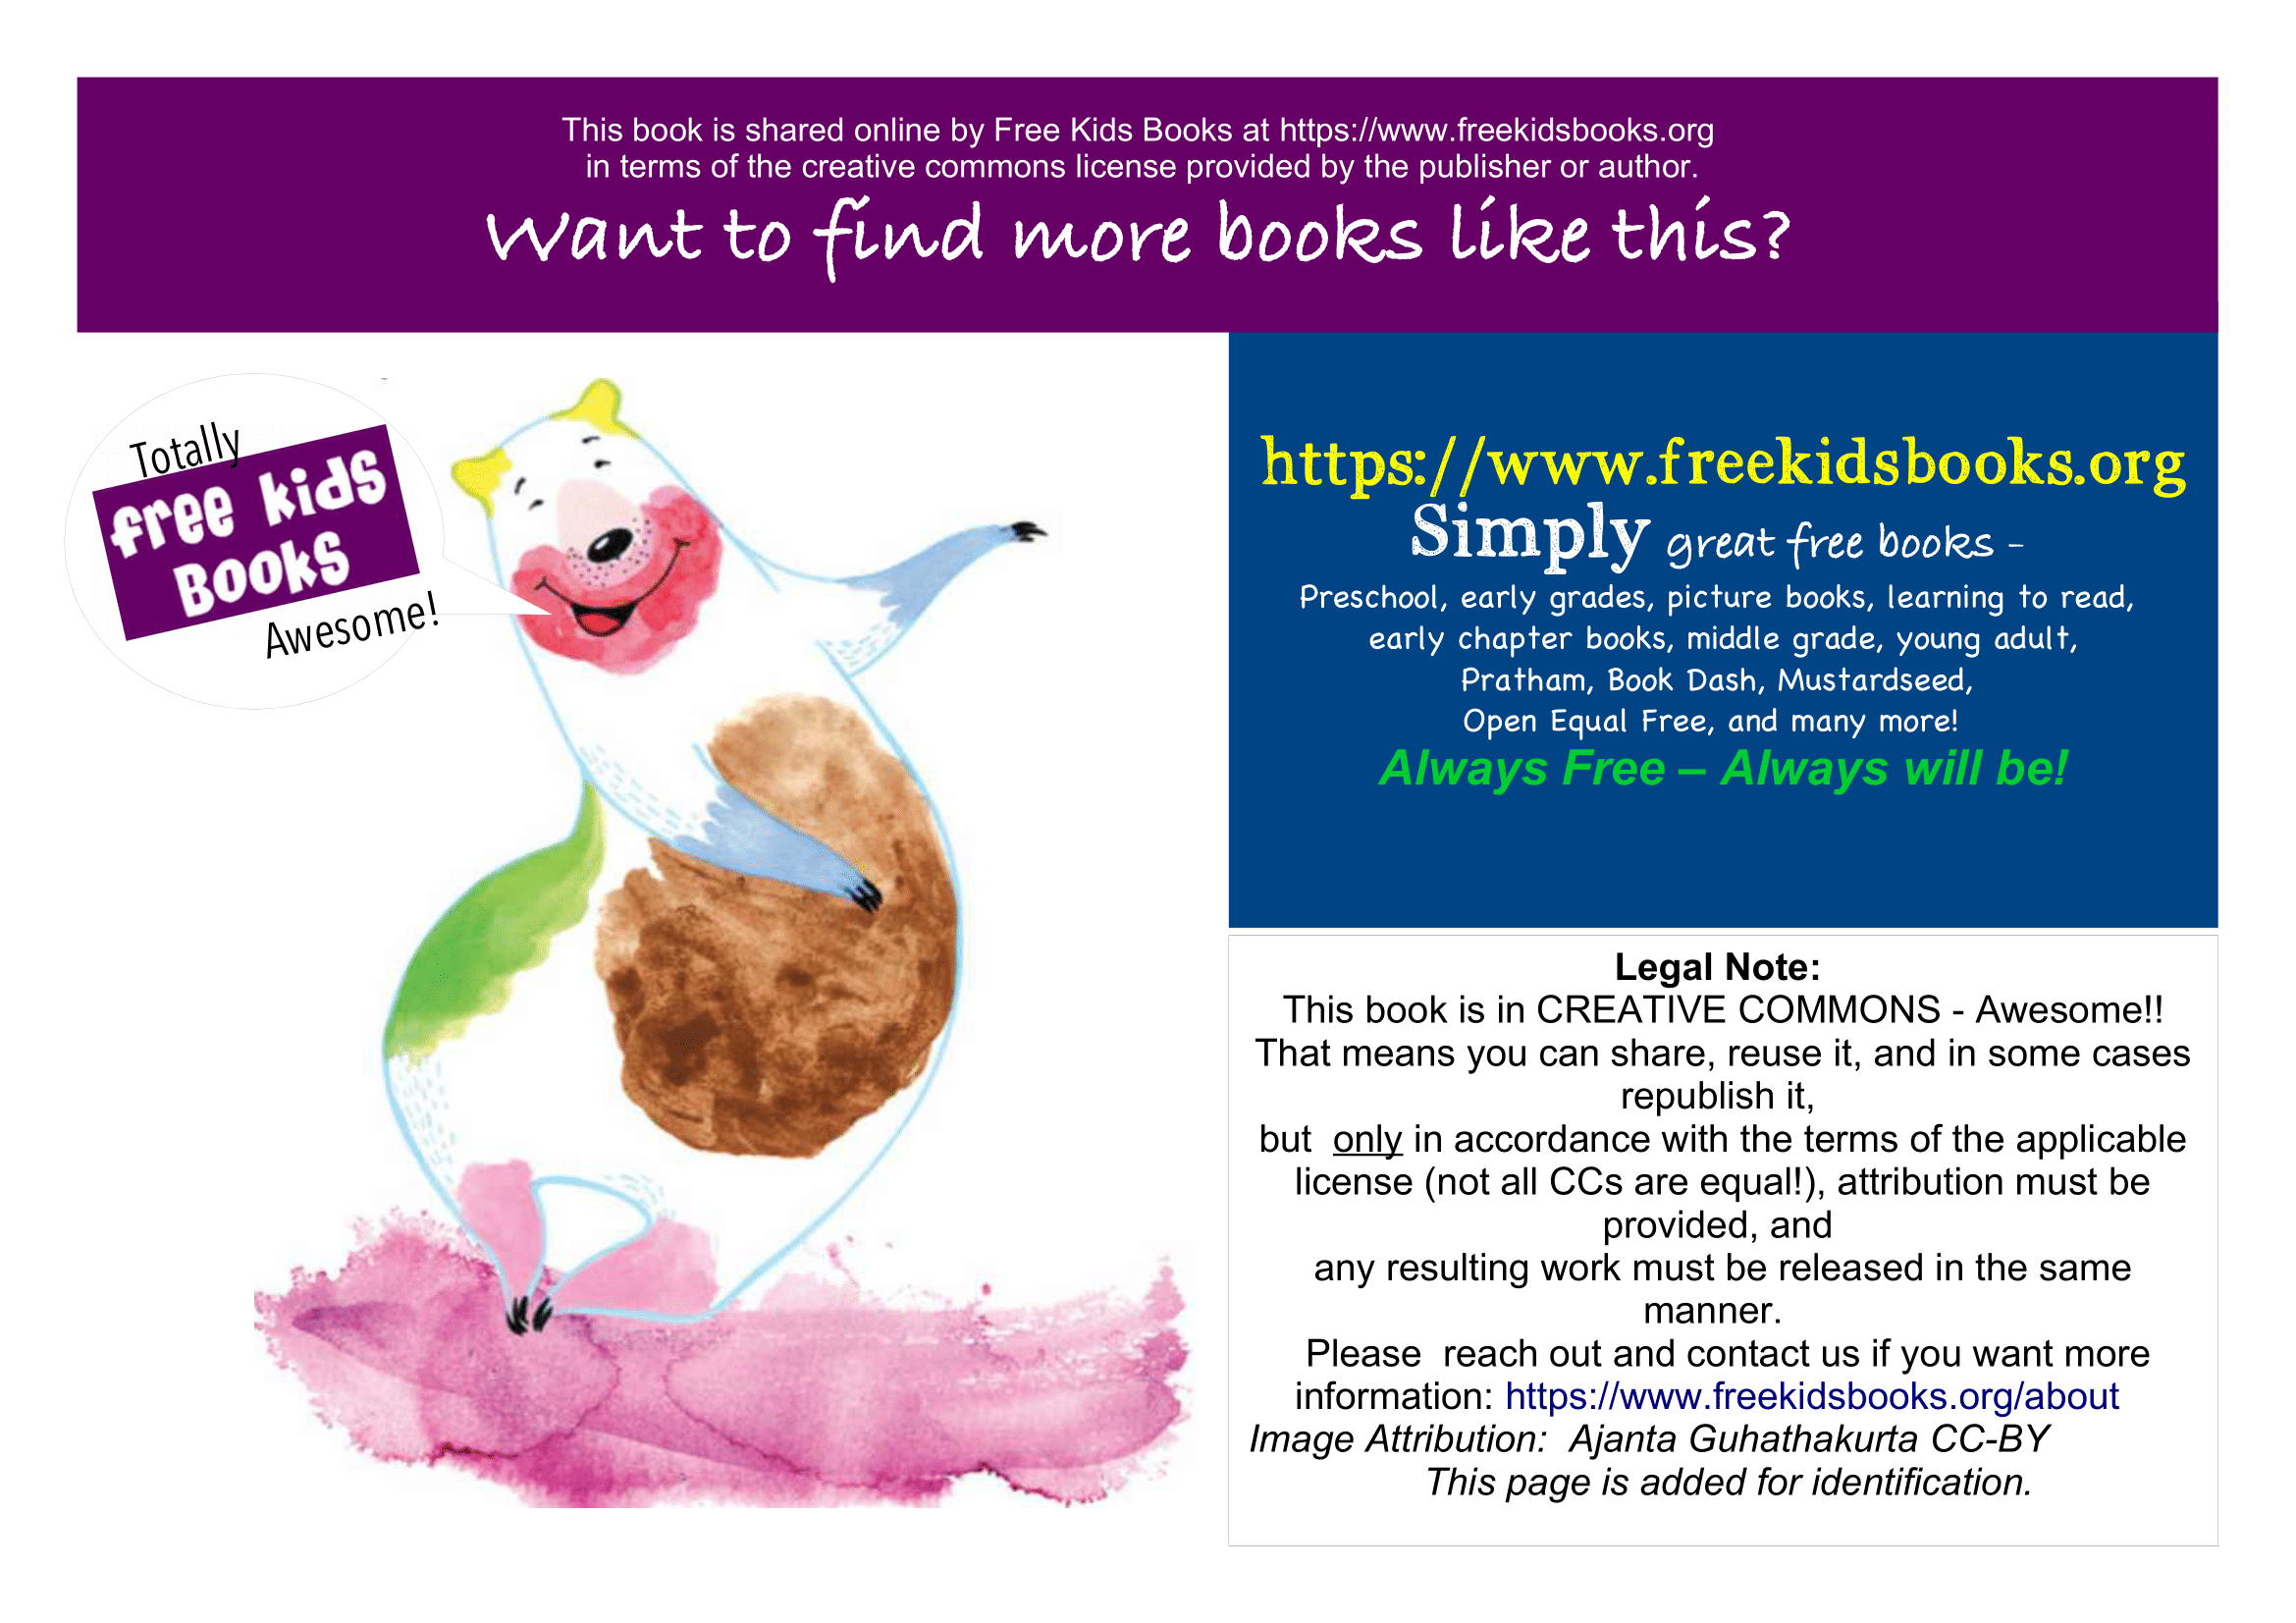 This book is shared online by Free Kids Books at https://www.freekidsbooks.org
in terms of the creative commons license provided by the publisher or author.
Want to find more books like this?
Totally
free kids
Books
Awesome!
https://www.freekidsbooks.org
Simply great free books -
Preschool, early grades, picture books, learning to read,
early chapter books, middle grade, young adult,
Pratham, Book Dash, Mustardseed,
Open Equal Free, and many more!
Always Free – Always will be!
Legal Note:
This book is in CREATIVE COMMONS - Awesome!!
That means you can share, reuse it, and in some cases
republish it,
but only in accordance with the terms of the applicable
license (not all CCs are equal!), attribution must be
provided, and
any resulting work must be released in the same
manner.
Please reach out and contact us if you want more
information: https://www.freekidsbooks.org/about
Image Attribution: Ajanta Guhathakurta CC-BY
This page is added for identification.